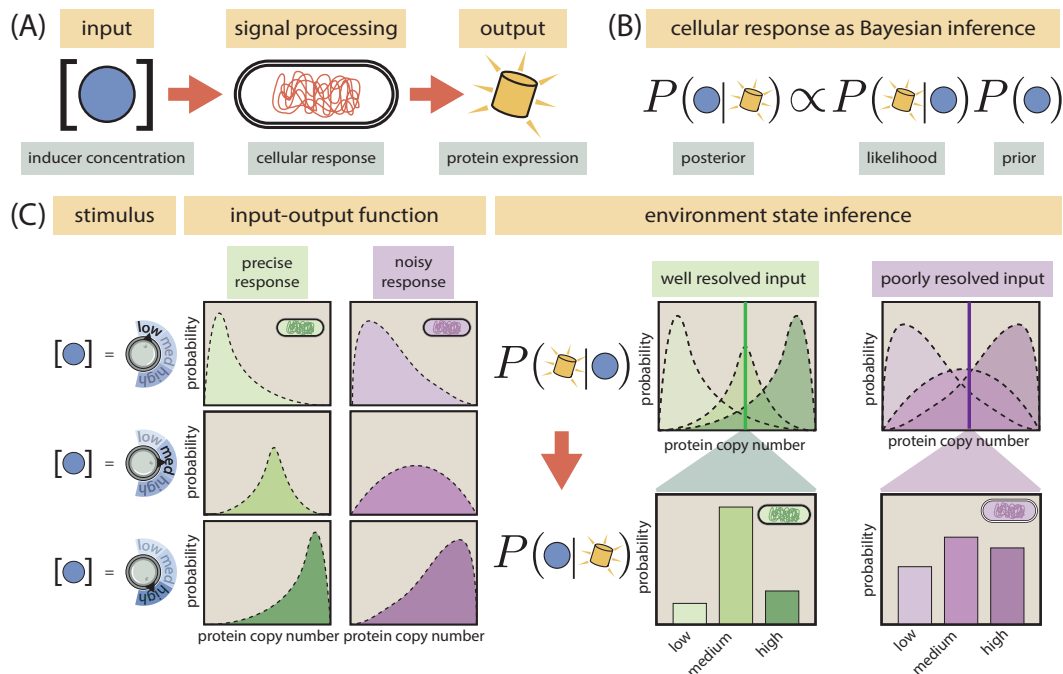 (A)
input
signal processing
output
[ ]
inducer concentration
cellular response
protein expression
(B)
cellular response as Bayesian inference
P( | ) ∝ P( | ) P( )
posterior
likelihood
prior
(C)
stimulus
input-output function
environment state inference
precise
response
noisy
response
well resolved input
poorly resolved input
[ ] =
low
med
high
probability
[ ] =
low
med
high
probability
[ ] =
low
med
high
probability
protein copy number
protein copy number
P( | )
probability
protein copy number
probability
protein copy number
P( | )
probability
low
medium
high
probability
low
medium
high